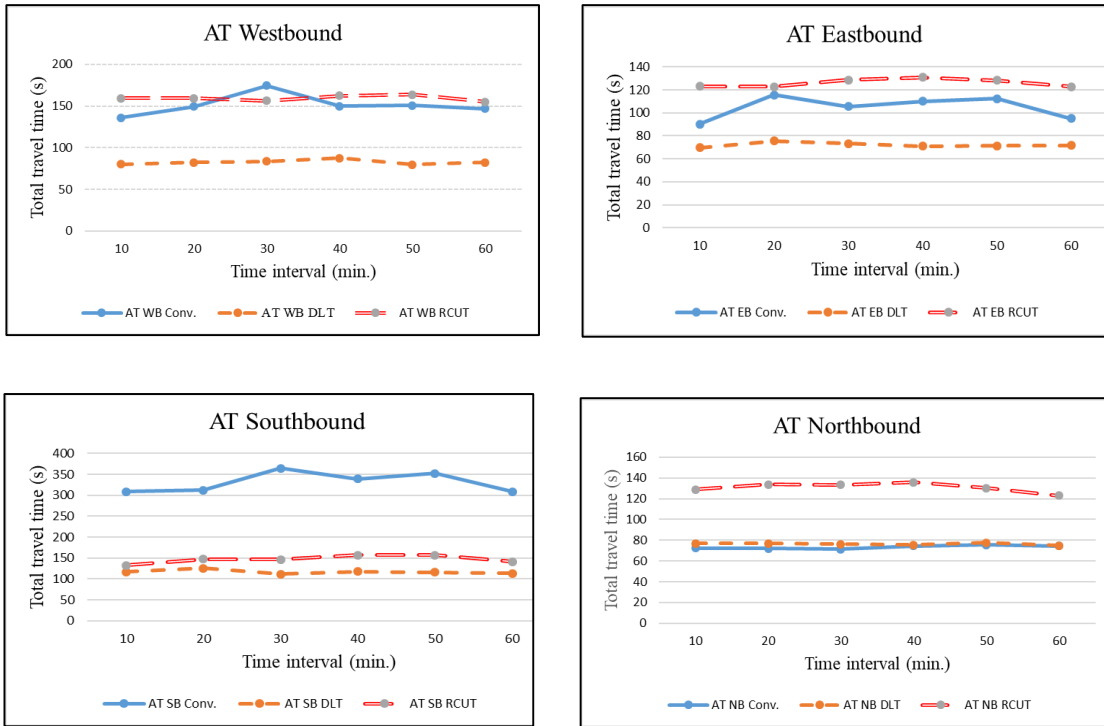 AT Westbound
200
150
100
50
0
Total travel time (s)
10 20 30 40 50 60
Time interval (min.)
AT WB Conv. AT WB DLT AT WB RCUT
AT Eastbound
140
120
100
80
60
40
20
0
Total travel time (s)
10 20 30 40 50 60
Time interval (min.)
AT EB Conv. AT EB DLT AT EB RCUT
AT Southbound
400
350
300
250
200
150
100
50
0
Total travel time (s)
10 20 30 40 50 60
Time interval (min.)
AT SB Conv. AT SB DLT AT SB RCUT
AT Northbound
160
140
120
100
80
60
40
20
0
Total travel time (s)
10 20 30 40 50 60
Time interval (min.)
AT NB Conv. AT NB DLT AT NB RCUT